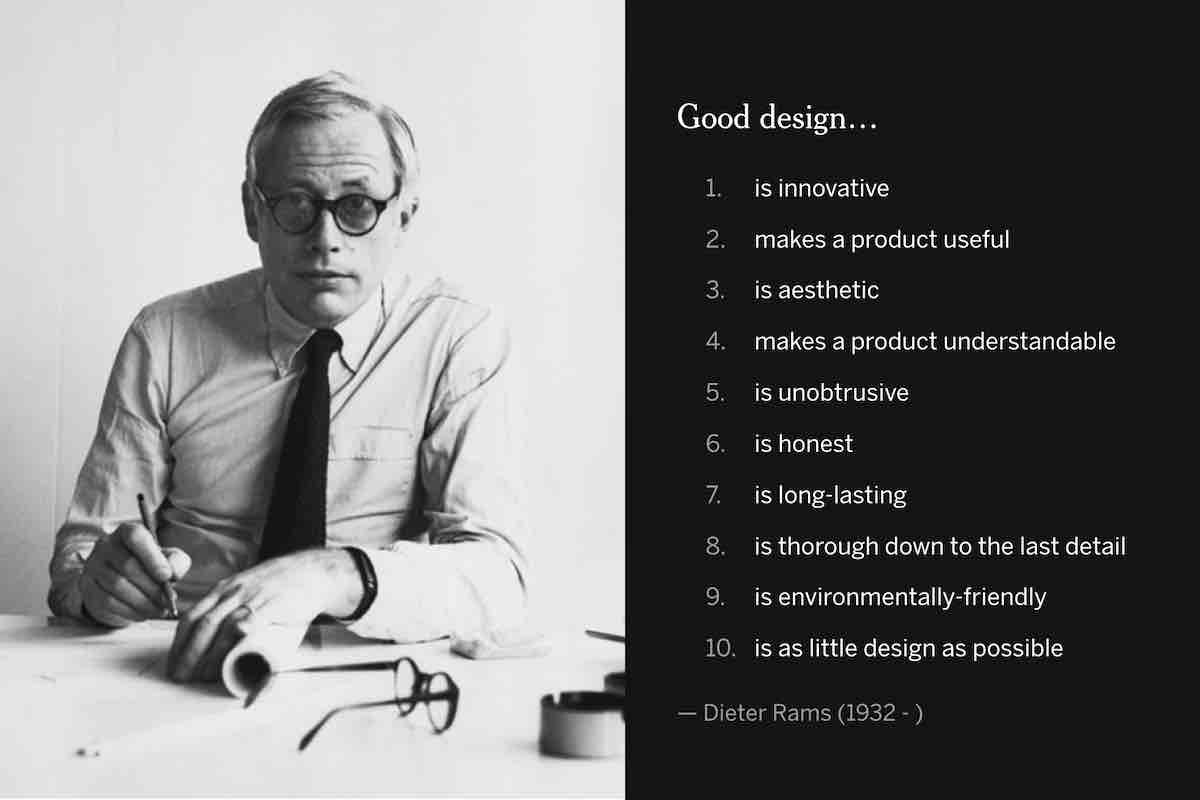 Good design…
1. is innovative
2. makes a product useful
3. is aesthetic
4. makes a product understandable
5. is unobtrusive
6. is honest
7. is long-lasting
8. is thorough down to the last detail
9. is environmentally-friendly
10. is as little design as possible
— Dieter Rams (1932 - )